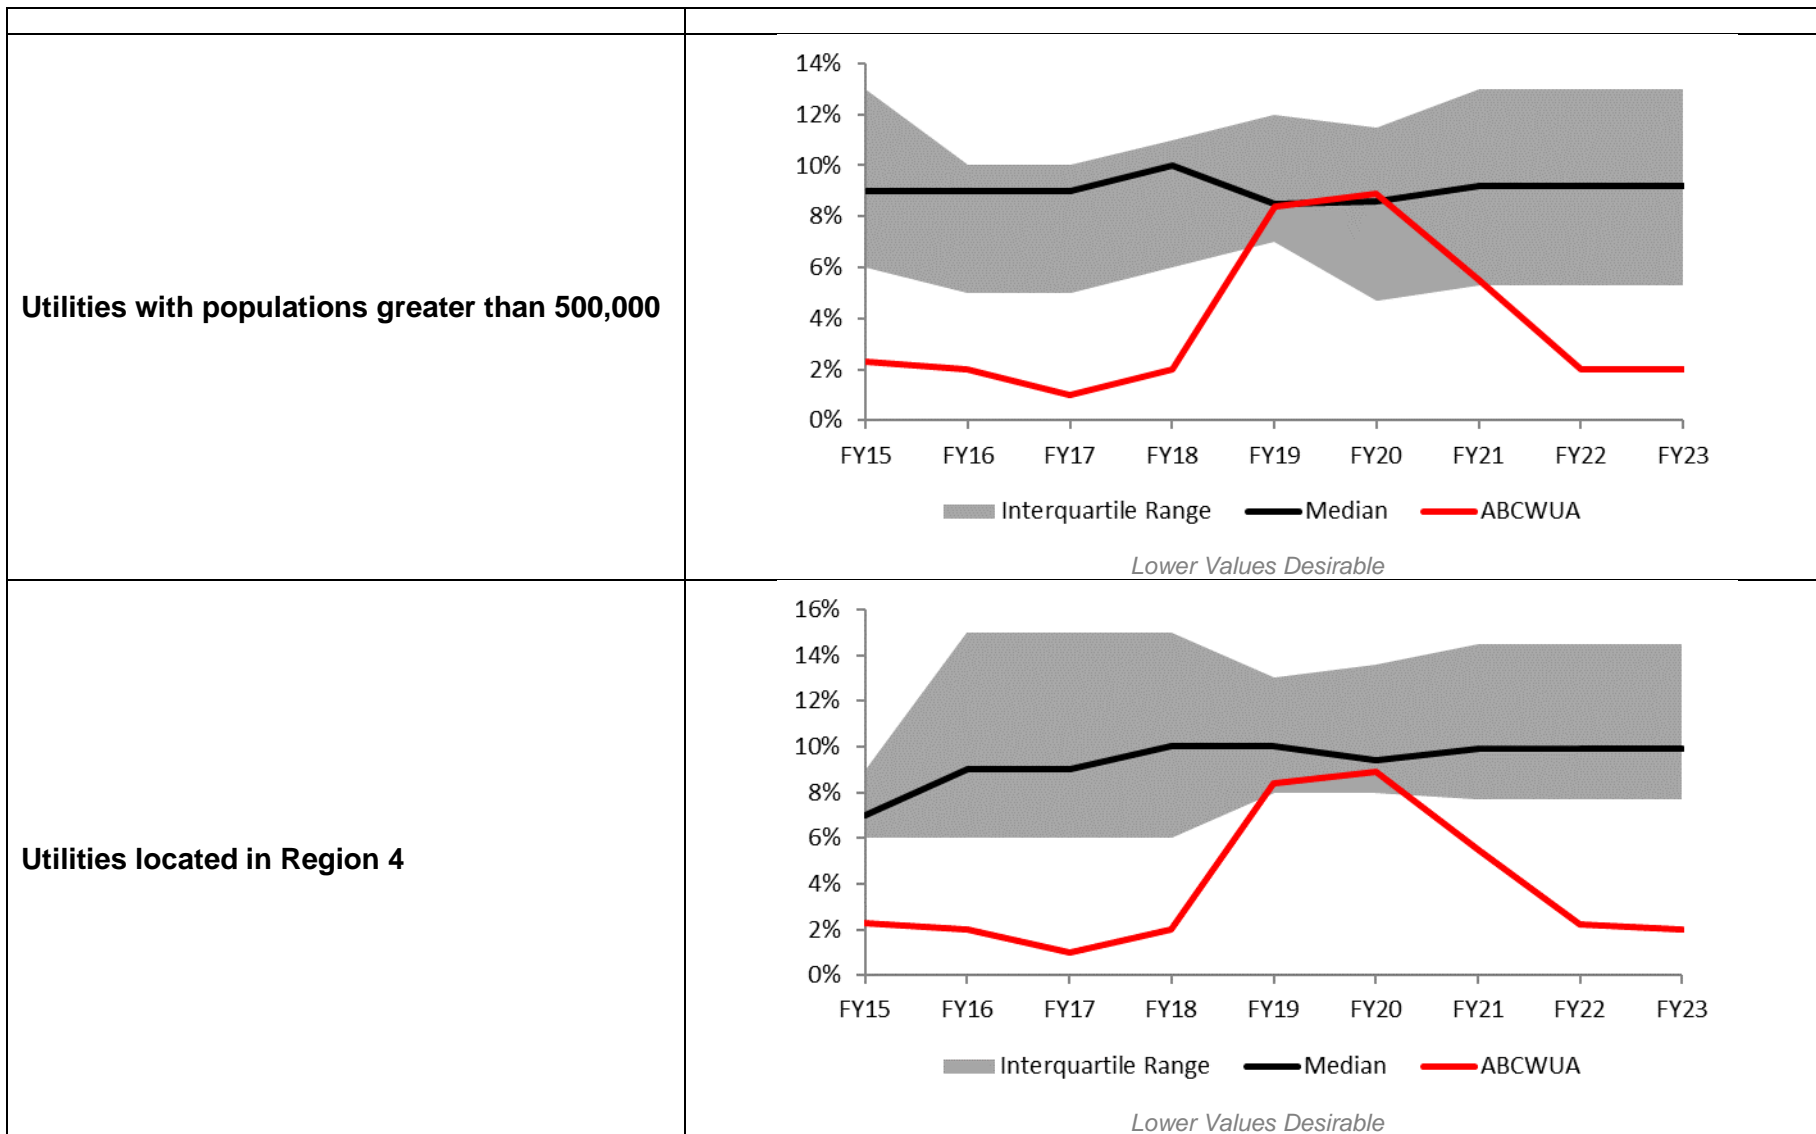 Utilities with populations greater than 500,000
14%
12%
10%
8%
6%
4%
2%
0%
FY15 FY16 FY17 FY18 FY19 FY20 FY21 FY22 FY23
Interquartile Range Median ABCWUA
Lower Values Desirable
Utilities located in Region 4
16%
14%
12%
10%
8%
6%
4%
2%
0%
FY15 FY16 FY17 FY18 FY19 FY20 FY21 FY22 FY23
Interquartile Range Median ABCWUA
Lower Values Desirable